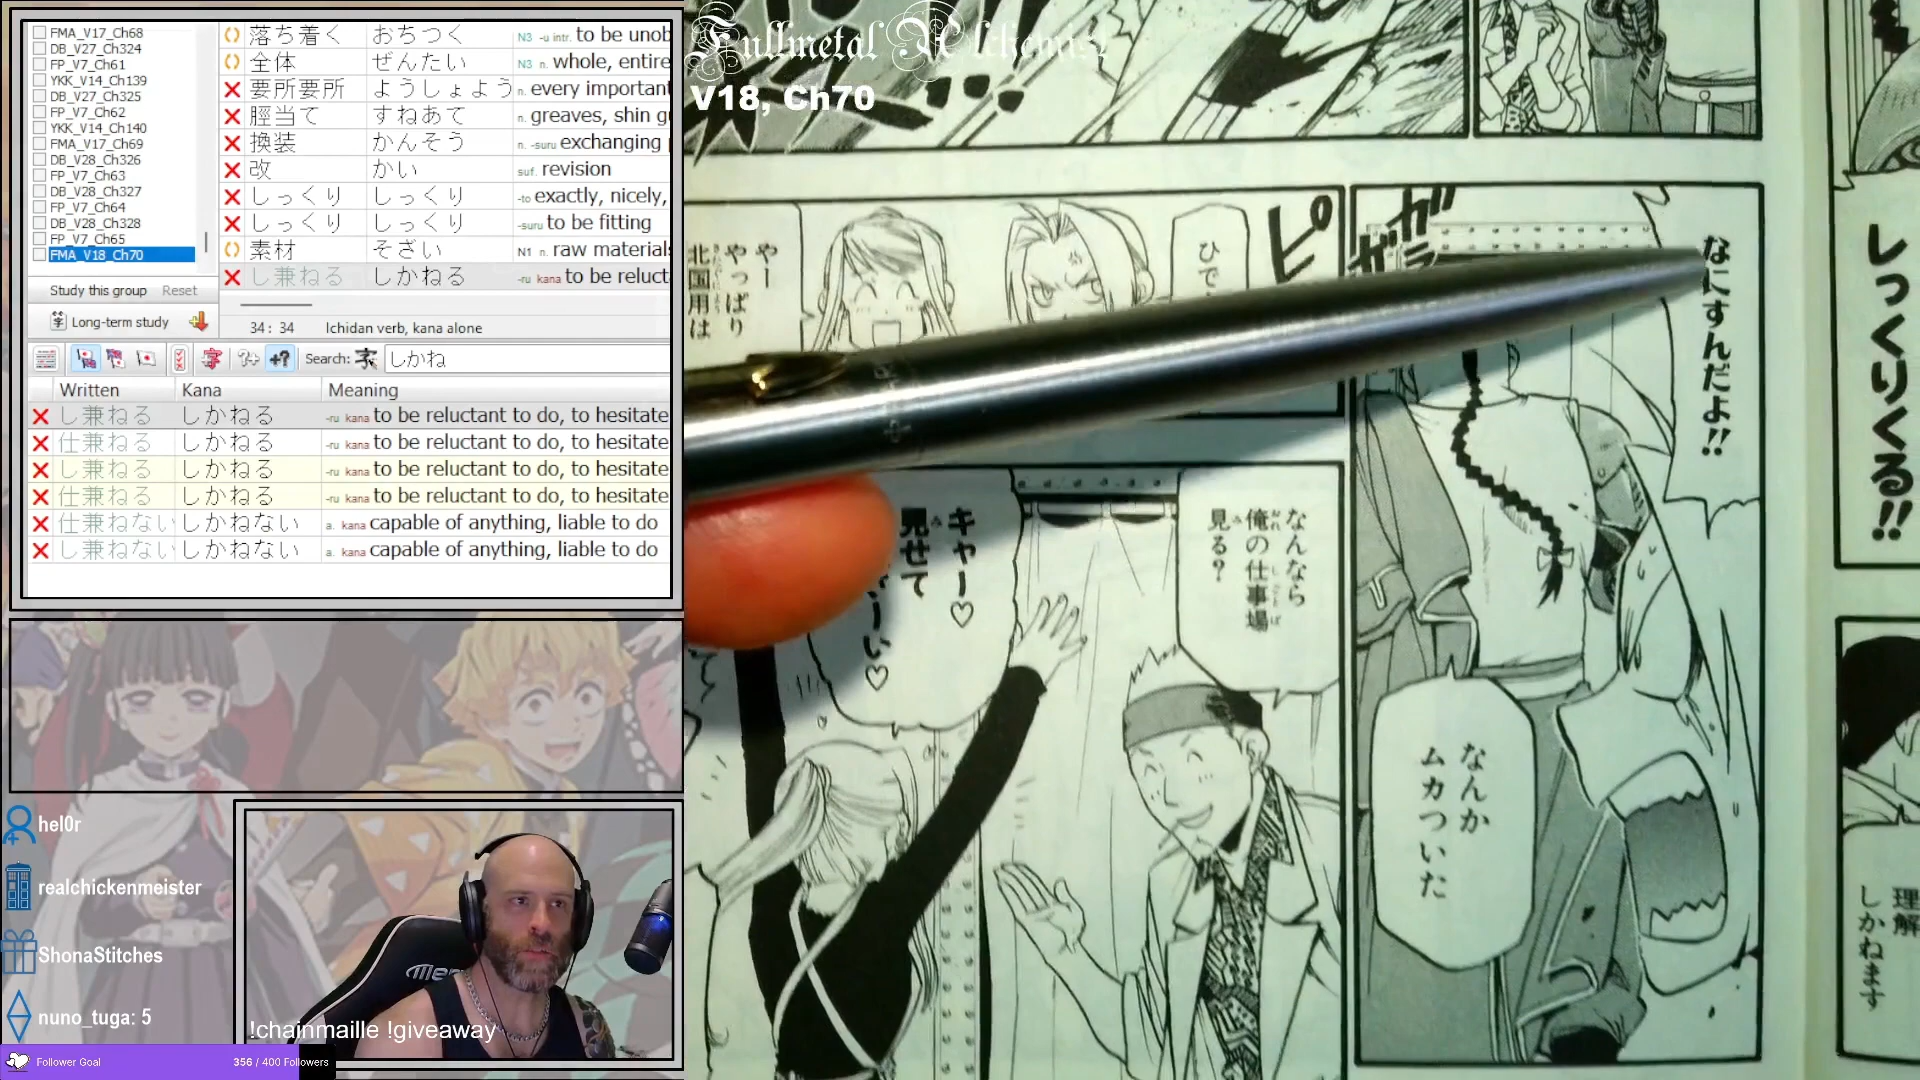 FMA_V17_Ch68
DB_V27_Ch324
FP_V7_Ch61
YKK_V14_Ch139
DB_V27_Ch325
FP_V7_Ch62
YKK_V14_Ch140
FMA_V17_Ch69
DB_V28_Ch326
FP_V7_Ch63
DB_V28_Ch327
FP_V7_Ch64
DB_V28_Ch328
FP_V7_Ch65
FMA_V18_Ch70
Study this group Reset
Long-term study
落ち着く おちつく N3 -u intr. to be unob
全体 ぜんたい N3 n. whole, entire
要所要所 ようしょよう n. every important
脛当て すねあて n. greaves, shin g
換装 かんそう n. -suru exchanging
改 かい suf. revision
しっくり しっくり -to exactly, nicely,
しっくり しっくり -suru to be fitting
素材 そざい N1 n. raw materials
し兼ねる しかねる -ru kana to be reluct
34: 34 Ichidan verb, kana alone
Search: しかね
Written Kana Meaning
し兼ねる しかねる -ru kana to be reluctant to do, to hesitate
仕兼ねる しかねる -ru kana to be reluctant to do, to hesitate
し兼ねる しかねる -ru kana to be reluctant to do, to hesitate
仕兼ねる しかねる -ru kana to be reluctant to do, to hesitate
仕兼ねない しかねない a. kana capable of anything, liable to do
し兼ねない しかねない a. kana capable of anything, liable to do
Fullmetal Alchemist
V18, Ch70
しっくりくる!!
理解
しかねます
なにすんだよ!!
なんか
ムカついた
ピ
ひで
やー
やっぱり
北国用は
なんなら
俺の仕事場
見る?
キャー♡
見せて
hel0r
realchickenmeister
ShonaStitches
nuno_tuga: 5
!chainmaille !giveaway
Follower Goal 356 / 400 Followers